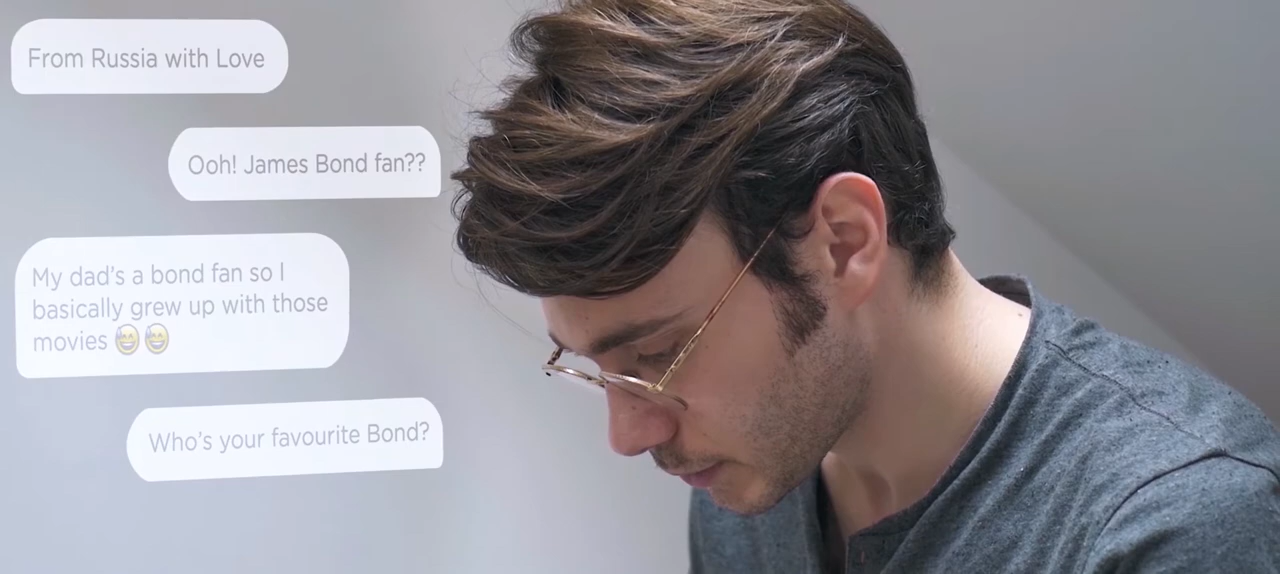 From Russia with Love
Ooh! James Bond fan??
My dad's a bond fan so I
basically grew up with those
movies 😅😅
Who's your favourite Bond?